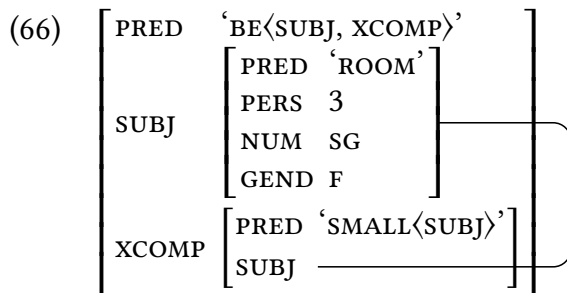 (66) PRED ‘BE⟨SUBJ, XCOMP⟩’
PRED ‘ROOM’
PERS 3
SUBJ
NUM SG
GEND F
PRED ‘SMALL⟨SUBJ⟩’
XCOMP
SUBJ